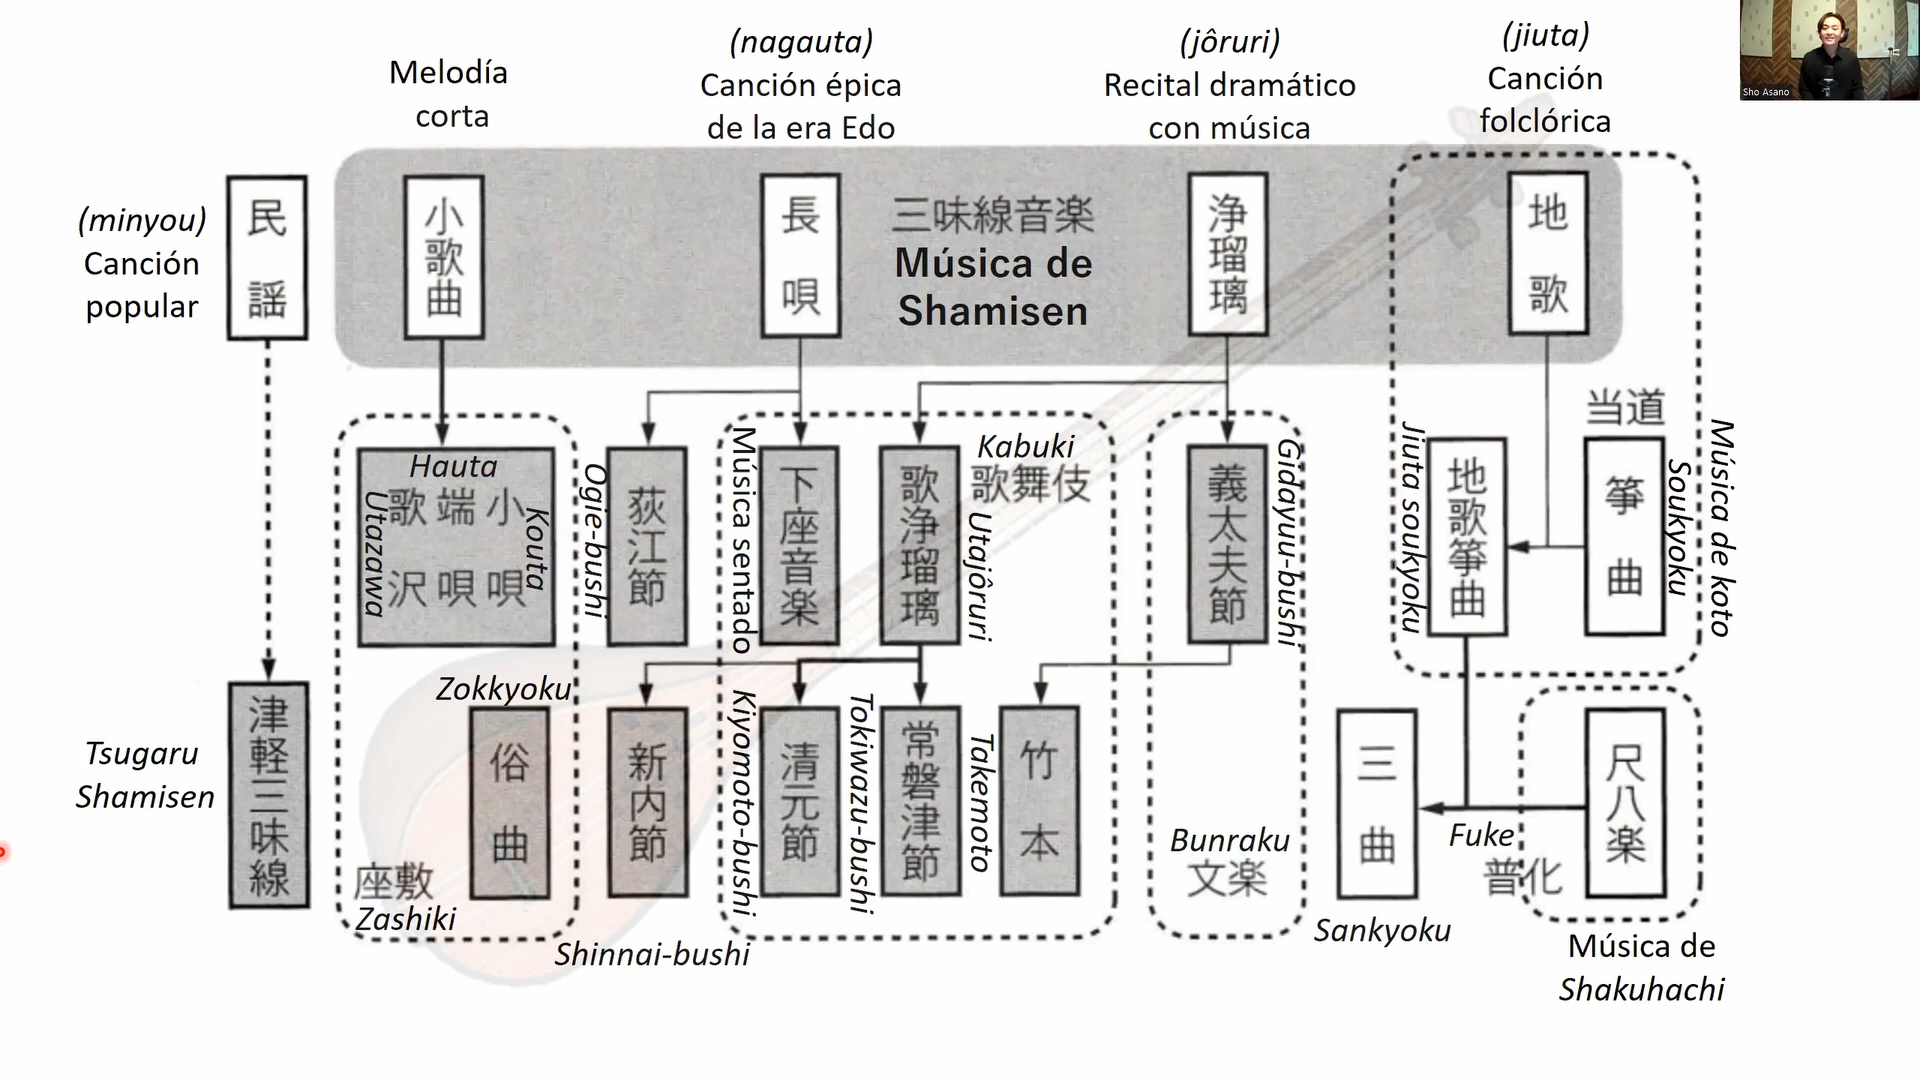 (nagauta)
(jôruri)
(jiuta)
Melodía
corta
Canción épica
de la era Edo
Recital dramático
con música
Canción
folclórica
Sho Asano
(minyou)
Canción
popular
民謡
小歌曲
長唄
三味線音楽
Música de
Shamisen
浄瑠璃
地歌
当道
Hauta
Utazawa
歌沢
端唄
小唄
Kouta
Ogie-bushi
荻江節
Música sentado
下座音楽
歌浄瑠璃
Kabuki
歌舞伎
Utajôruri
義太夫節
Gidayuu-bushi
Jiuta soukyoku
地歌箏曲
箏曲
Soukyoku
Música de koto
Tsugaru
Shamisen
津軽三味線
Zokkyoku
俗曲
座敷
Zashiki
新内節
Shinnai-bushi
Kiyomoto-bushi
清元節
Tokiwazu-bushi
常磐津節
Takemoto
竹本
Bunraku
文楽
三曲
Sankyoku
Fuke
普化
尺八楽
Música de
Shakuhachi